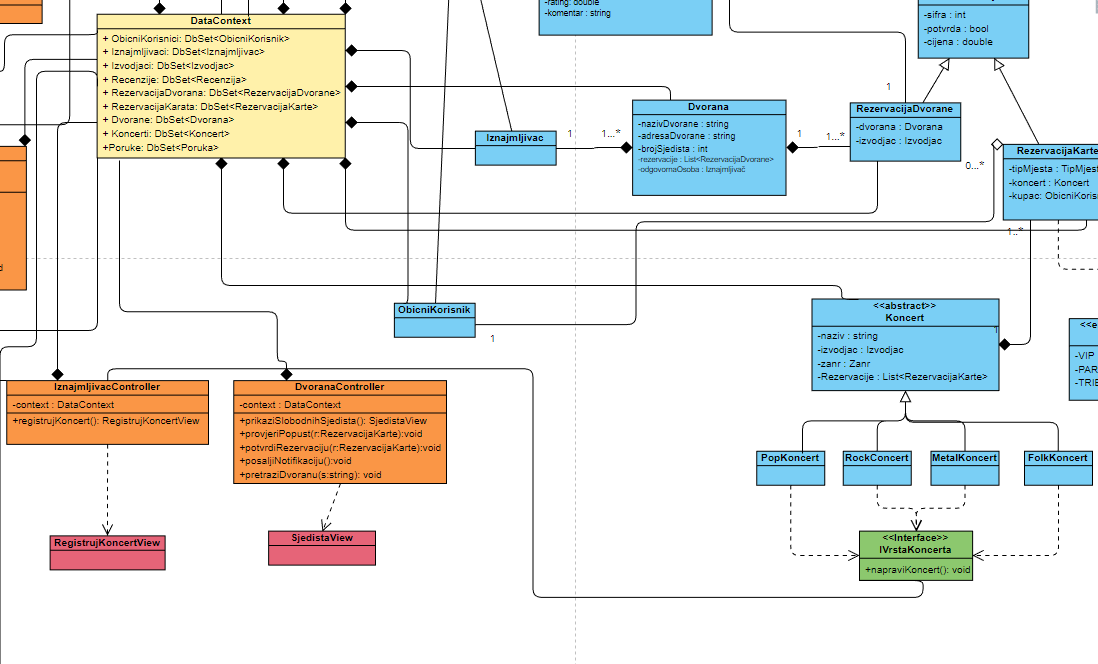 -rating: double
-komentar : string
DataContext
+ ObicniKorisnici: DbSet<ObicniKorisnik>
+ Iznajmljivaci: DbSet<Iznajmljivac>
+ Izvodjaci: DbSet<Izvodjac>
+ Recenzije: DbSet<Recenzija>
+ RezervacijaDvorana: DbSet<RezervacijaDvorane>
+ RezervacijaKarata: DbSet<RezervacijaKarte>
+ Dvorane: DbSet<Dvorana>
+ Koncerti: DbSet<Koncert>
+Poruke: DbSet<Poruka>
-sifra : int
-potvrda : bool
-cijena : double
Iznajmljivac
1
1...*
Dvorana
-nazivDvorane : string
-adresaDvorane : string
-brojSjedista : int
-rezervacije : List<RezervacijaDvorane>
-odgovornaOsoba : Iznajmljivač
1
1...*
1
RezervacijaDvorane
-dvorana : Dvorana
-izvodjac : Izvodjac
0...*
RezervacijaKarte
-tipMjesta : TipMjest
-koncert : Koncert
-kupac: ObicniKoris
1..*
ObicniKorisnik
1
<<abstract>>
Koncert
-naziv : string
-izvodjac : Izvodjac
-zanr : Zanr
-Rezervacije : List<RezervacijaKarte>
1
<<e
-VIP
-PAR
-TRIE
IznajmljivacController
-context : DataContext
+registrujKoncert(): RegistrujKoncertView
DvoranaController
-context : DataContext
+prikaziSlobodnihSjedista(): SjedistaView
+provjeriPopust(r:RezervacijaKarte):void
+potvrdiRezervaciju(r:RezervacijaKarte):void
+posaljiNotifikaciju():void
+pretraziDvoranu(s:string): void
PopKoncert
RockConcert
MetalKoncert
FolkKoncert
RegistrujKoncertView
SjedistaView
<<Interface>>
IVrstaKoncerta
+napraviKoncert(): void